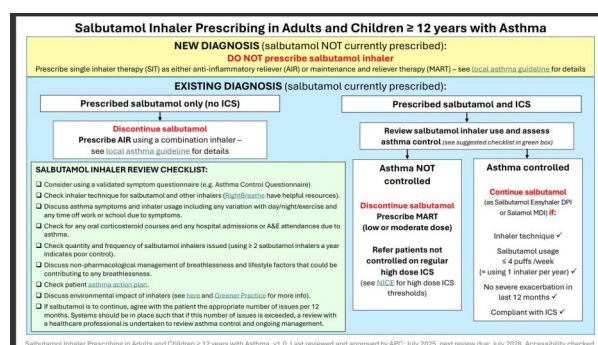 Salbutamol Inhaler Prescribing in Adults and Children ≥ 12 years with Asthma
NEW DIAGNOSIS (salbutamol NOT currently prescribed):
DO NOT prescribe salbutamol inhaler
Prescribe single inhaler therapy (SIT) as either anti-inflammatory reliever (AIR) or maintenance and reliever therapy (MART) – see local asthma guideline for details
EXISTING DIAGNOSIS (salbutamol currently prescribed):
Prescribed salbutamol only (no ICS)
Discontinue salbutamol
Prescribe AIR using a combination inhaler –
see local asthma guideline for details
SALBUTAMOL INHALER REVIEW CHECKLIST:
☐ Consider using a validated symptom questionnaire (e.g. Asthma Control Questionnaire)
☐ Check inhaler technique for salbutamol and other inhalers (RightBreathe have helpful resources).
☐ Discuss asthma symptoms and inhaler usage including any variation with day/night/exercise and
any time off work or school due to symptoms.
☐ Check for any oral corticosteroid courses and any hospital admissions or A&E attendances due to
asthma.
☐ Check quantity and frequency of salbutamol inhalers issued (using ≥ 2 salbutamol inhalers a year
indicates poor control).
☐ Discuss non-pharmacological management of breathlessness and lifestyle factors that could be
contributing to any breathlessness.
☐ Check patient asthma action plan.
☐ Discuss environmental impact of inhalers (see here and Greener Practice for more info).
☐ If salbutamol is to continue, agree with the patient the appropriate number of issues per 12
months. Systems should be in place such that if this number of issues is exceeded, a review with
a healthcare professional is undertaken to review asthma control and ongoing management.
Prescribed salbutamol and ICS
Review salbutamol inhaler use and assess
asthma control (see suggested checklist in green box)
Asthma NOT
controlled
Discontinue salbutamol
Prescribe MART
(low or moderate dose)
Refer patients not
controlled on regular
high dose ICS
(see NICE for high dose ICS
thresholds)
Asthma controlled
Continue salbutamol
(as Salbutamol Easyhaler DPI
or Salamol MDI) if:
Inhaler technique ✓
Salbutamol usage
≤ 4 puffs /week
(= using 1 inhaler per year) ✓
No severe exacerbation in
last 12 months ✓
Compliant with ICS ✓
Salbutamol Inhaler Prescribing in Adults and Children ≥ 12 years with Asthma, v1.0. Last reviewed and approved by APC: July 2025, next review due: July 2028. Accessibility checked